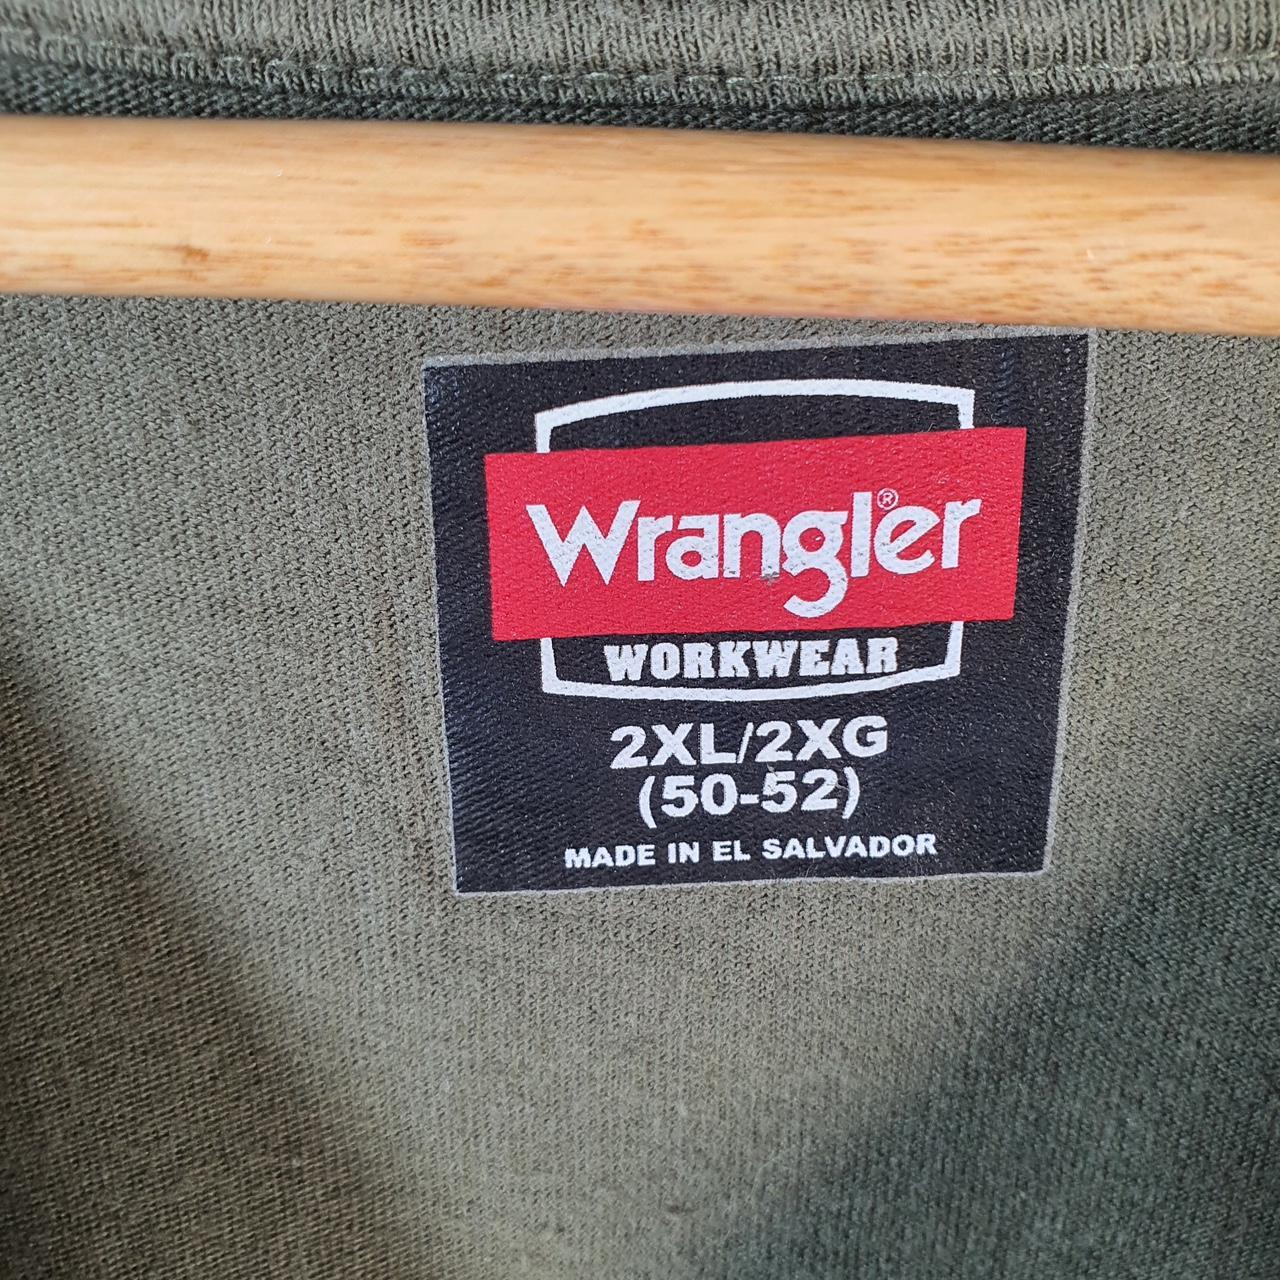 Wrangler®
WORKWEAR
2XL/2XG
(50-52)
MADE IN EL SALVADOR